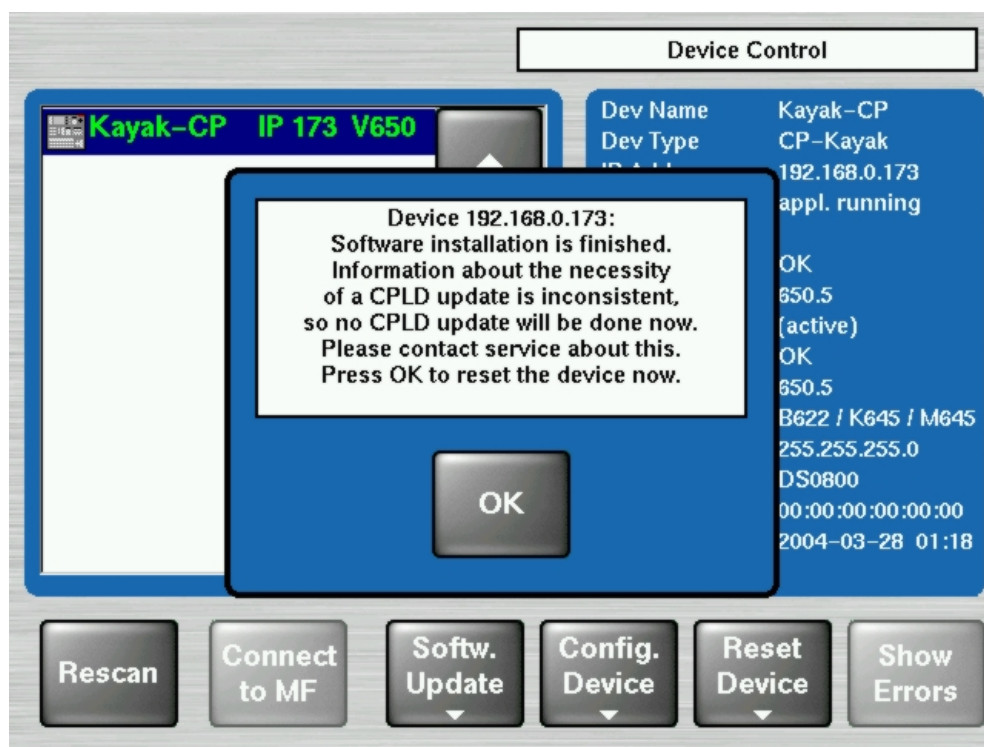 Device Control
Kayak-CP IP 173 V650
Dev Name Kayak-CP
Dev Type CP-Kayak
192.168.0.173
appl. running
OK
650.5
(active)
OK
650.5
B622 / K645 / M645
255.255.255.0
DS0800
00:00:00:00:00:00
2004-03-28 01:18
Device 192.168.0.173:
Software installation is finished.
Information about the necessity
of a CPLD update is inconsistent,
so no CPLD update will be done now.
Please contact service about this.
Press OK to reset the device now.
OK
Rescan
Connect
to MF
Softw.
Update
Config.
Device
Reset
Device
Show
Errors